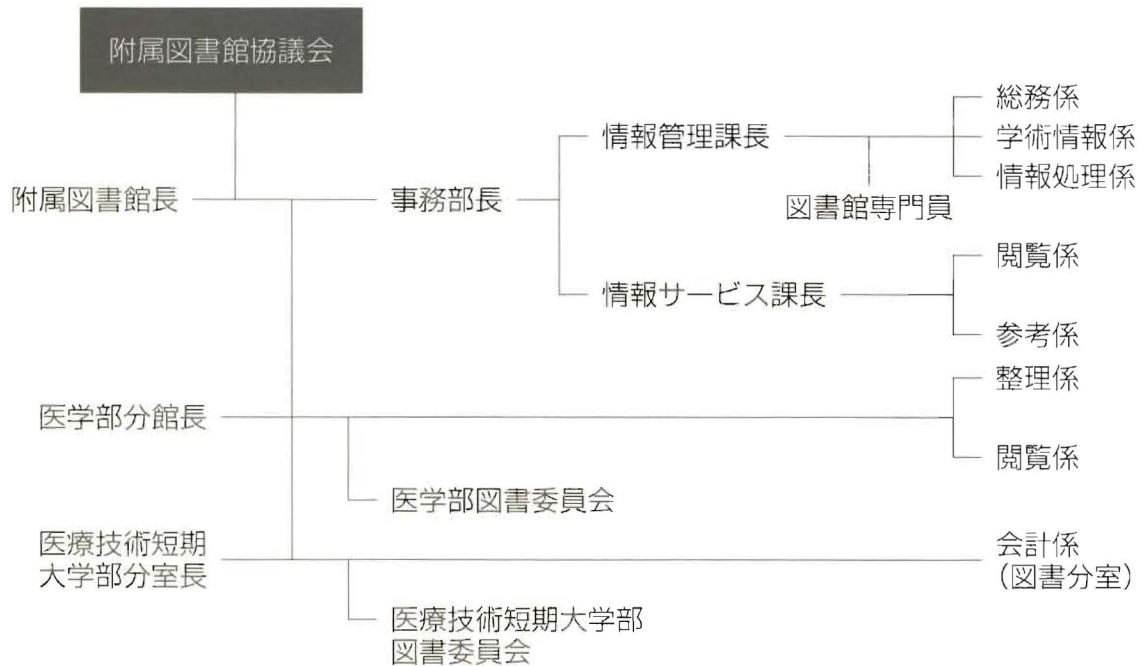 附属図書館協議会
附属図書館長
事務部長
情報管理課長
図書館専門員
総務係
学術情報係
情報処理係
情報サービス課長
閲覧係
参考係
医学部分館長
整理係
閲覧係
医学部図書委員会
医療技術短期
大学部分室長
会計係
（図書分室）
医療技術短期大学部
図書委員会